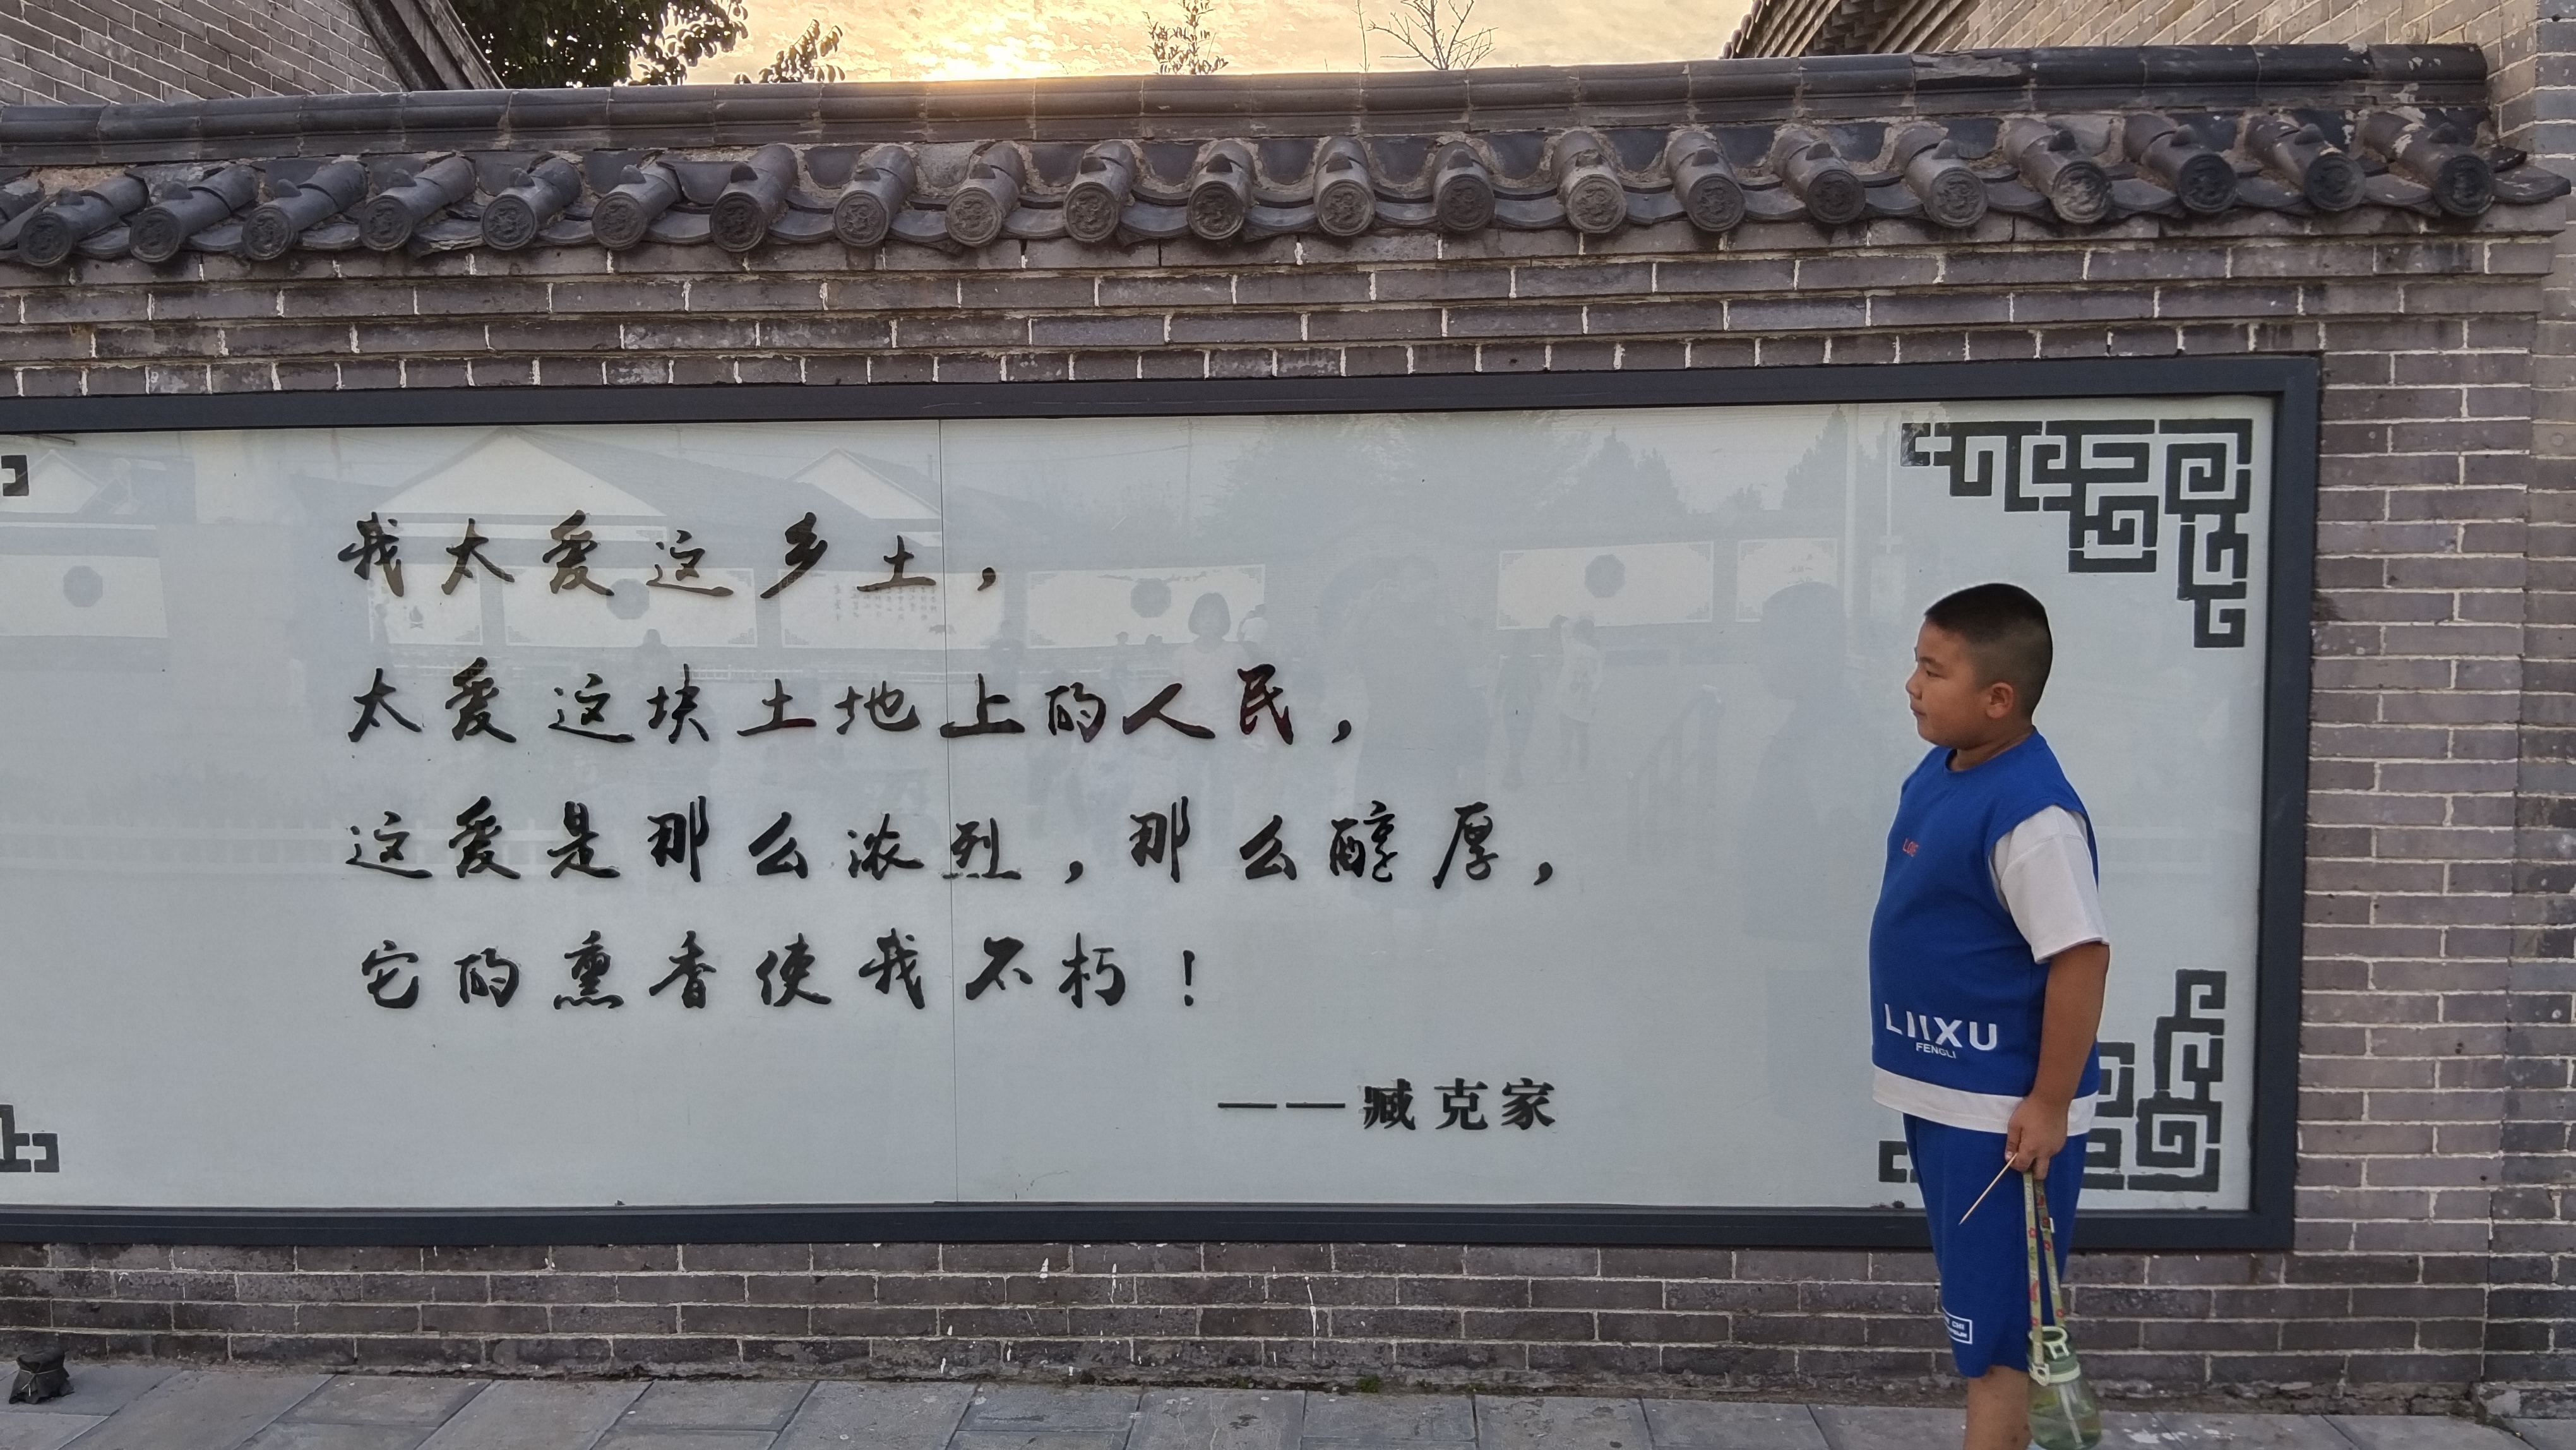 我太爱这乡土，
太爱这块土地上的人民，
这爱是那么浓烈，那么醇厚，
它的熏香使我不朽！
——臧克家
LIIXU
FENGLI